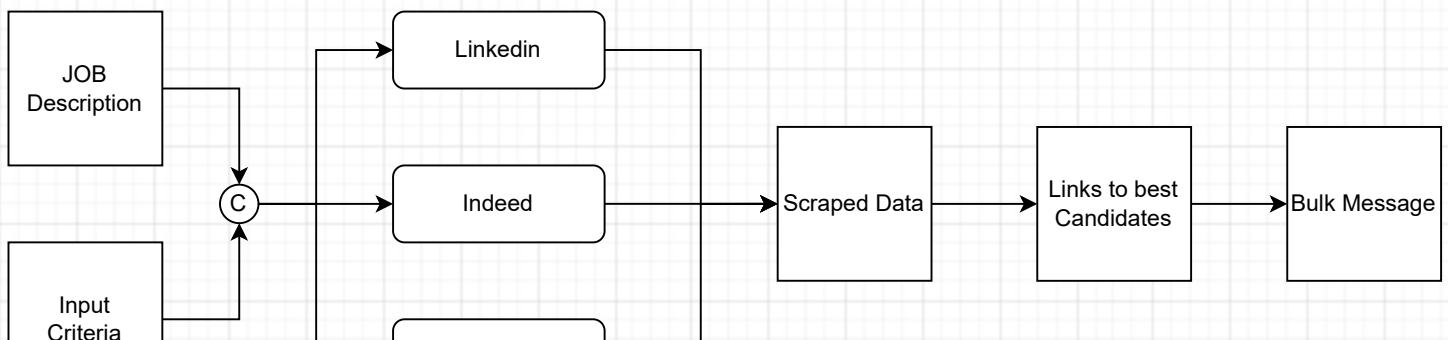 JOB
Description
Linkedin
C
Indeed
Scraped Data
Links to best
Candidates
Bulk Message
Input
Criteria